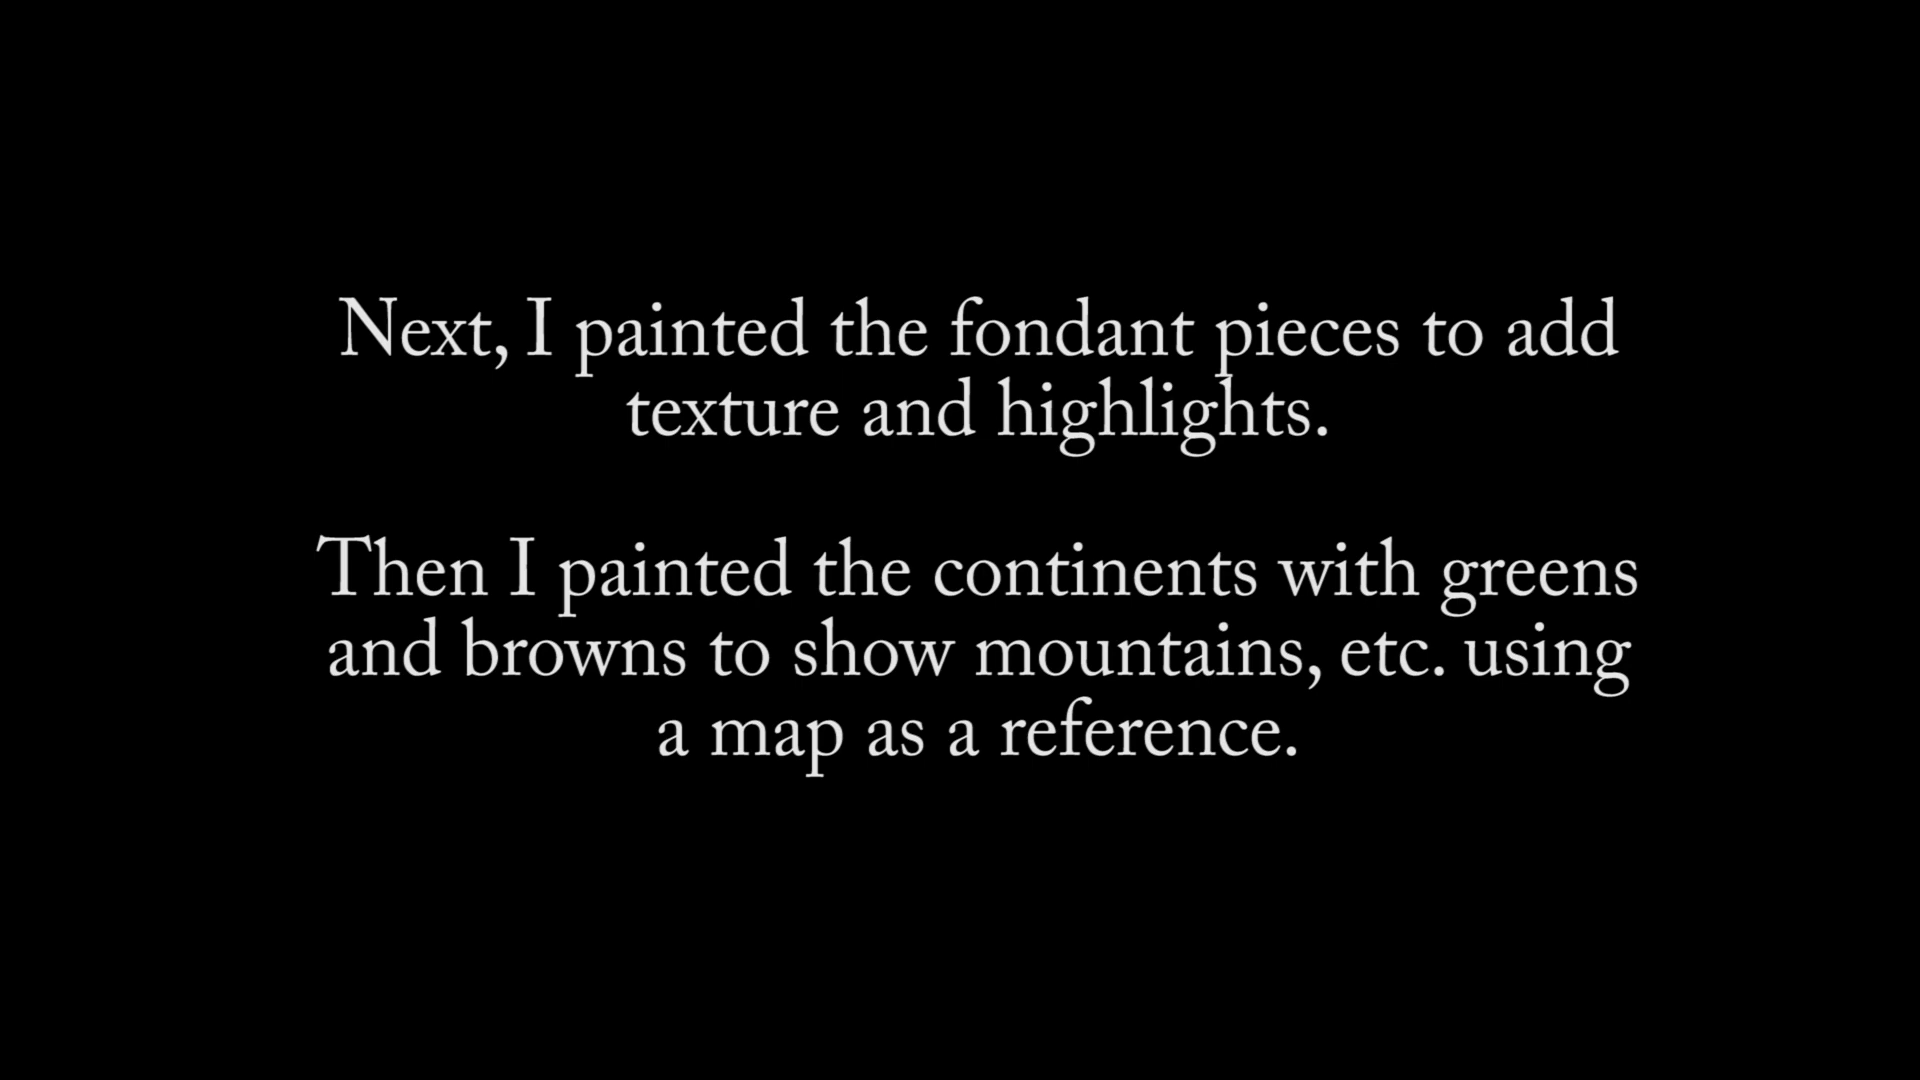 Next, I painted the fondant pieces to add
texture and highlights.
Then I painted the continents with greens
and browns to show mountains, etc. using
a map as a reference.